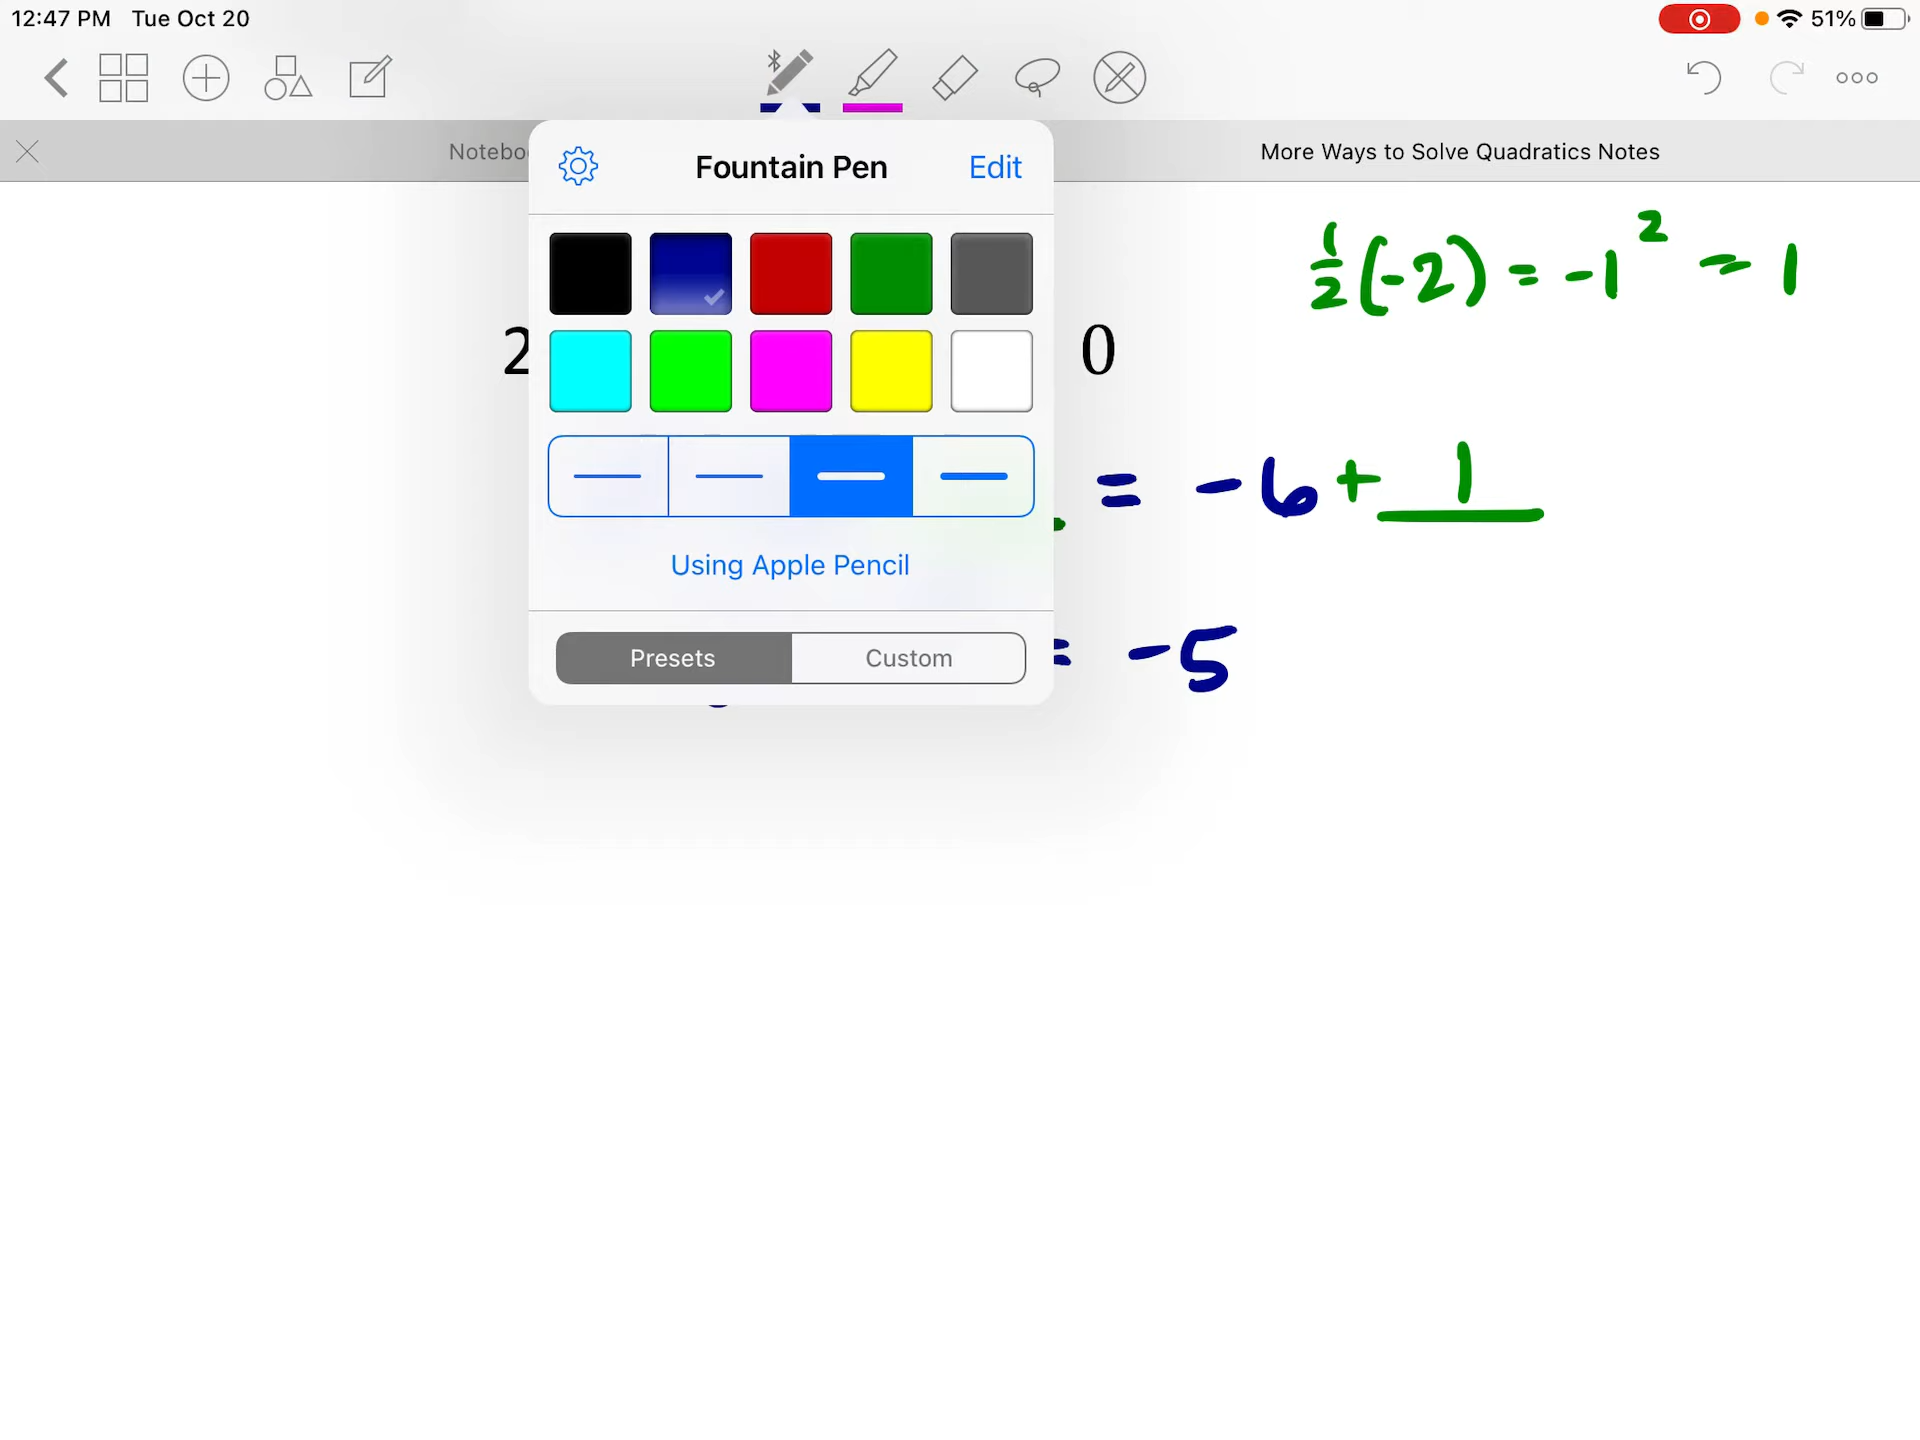 12:47 PM Tue Oct 20
51%
Notebo
More Ways to Solve Quadratics Notes
Fountain Pen
Edit
1/2(-2) = -1² = 1
2 0
= -6 + 1
Using Apple Pencil
= -5
Presets
Custom